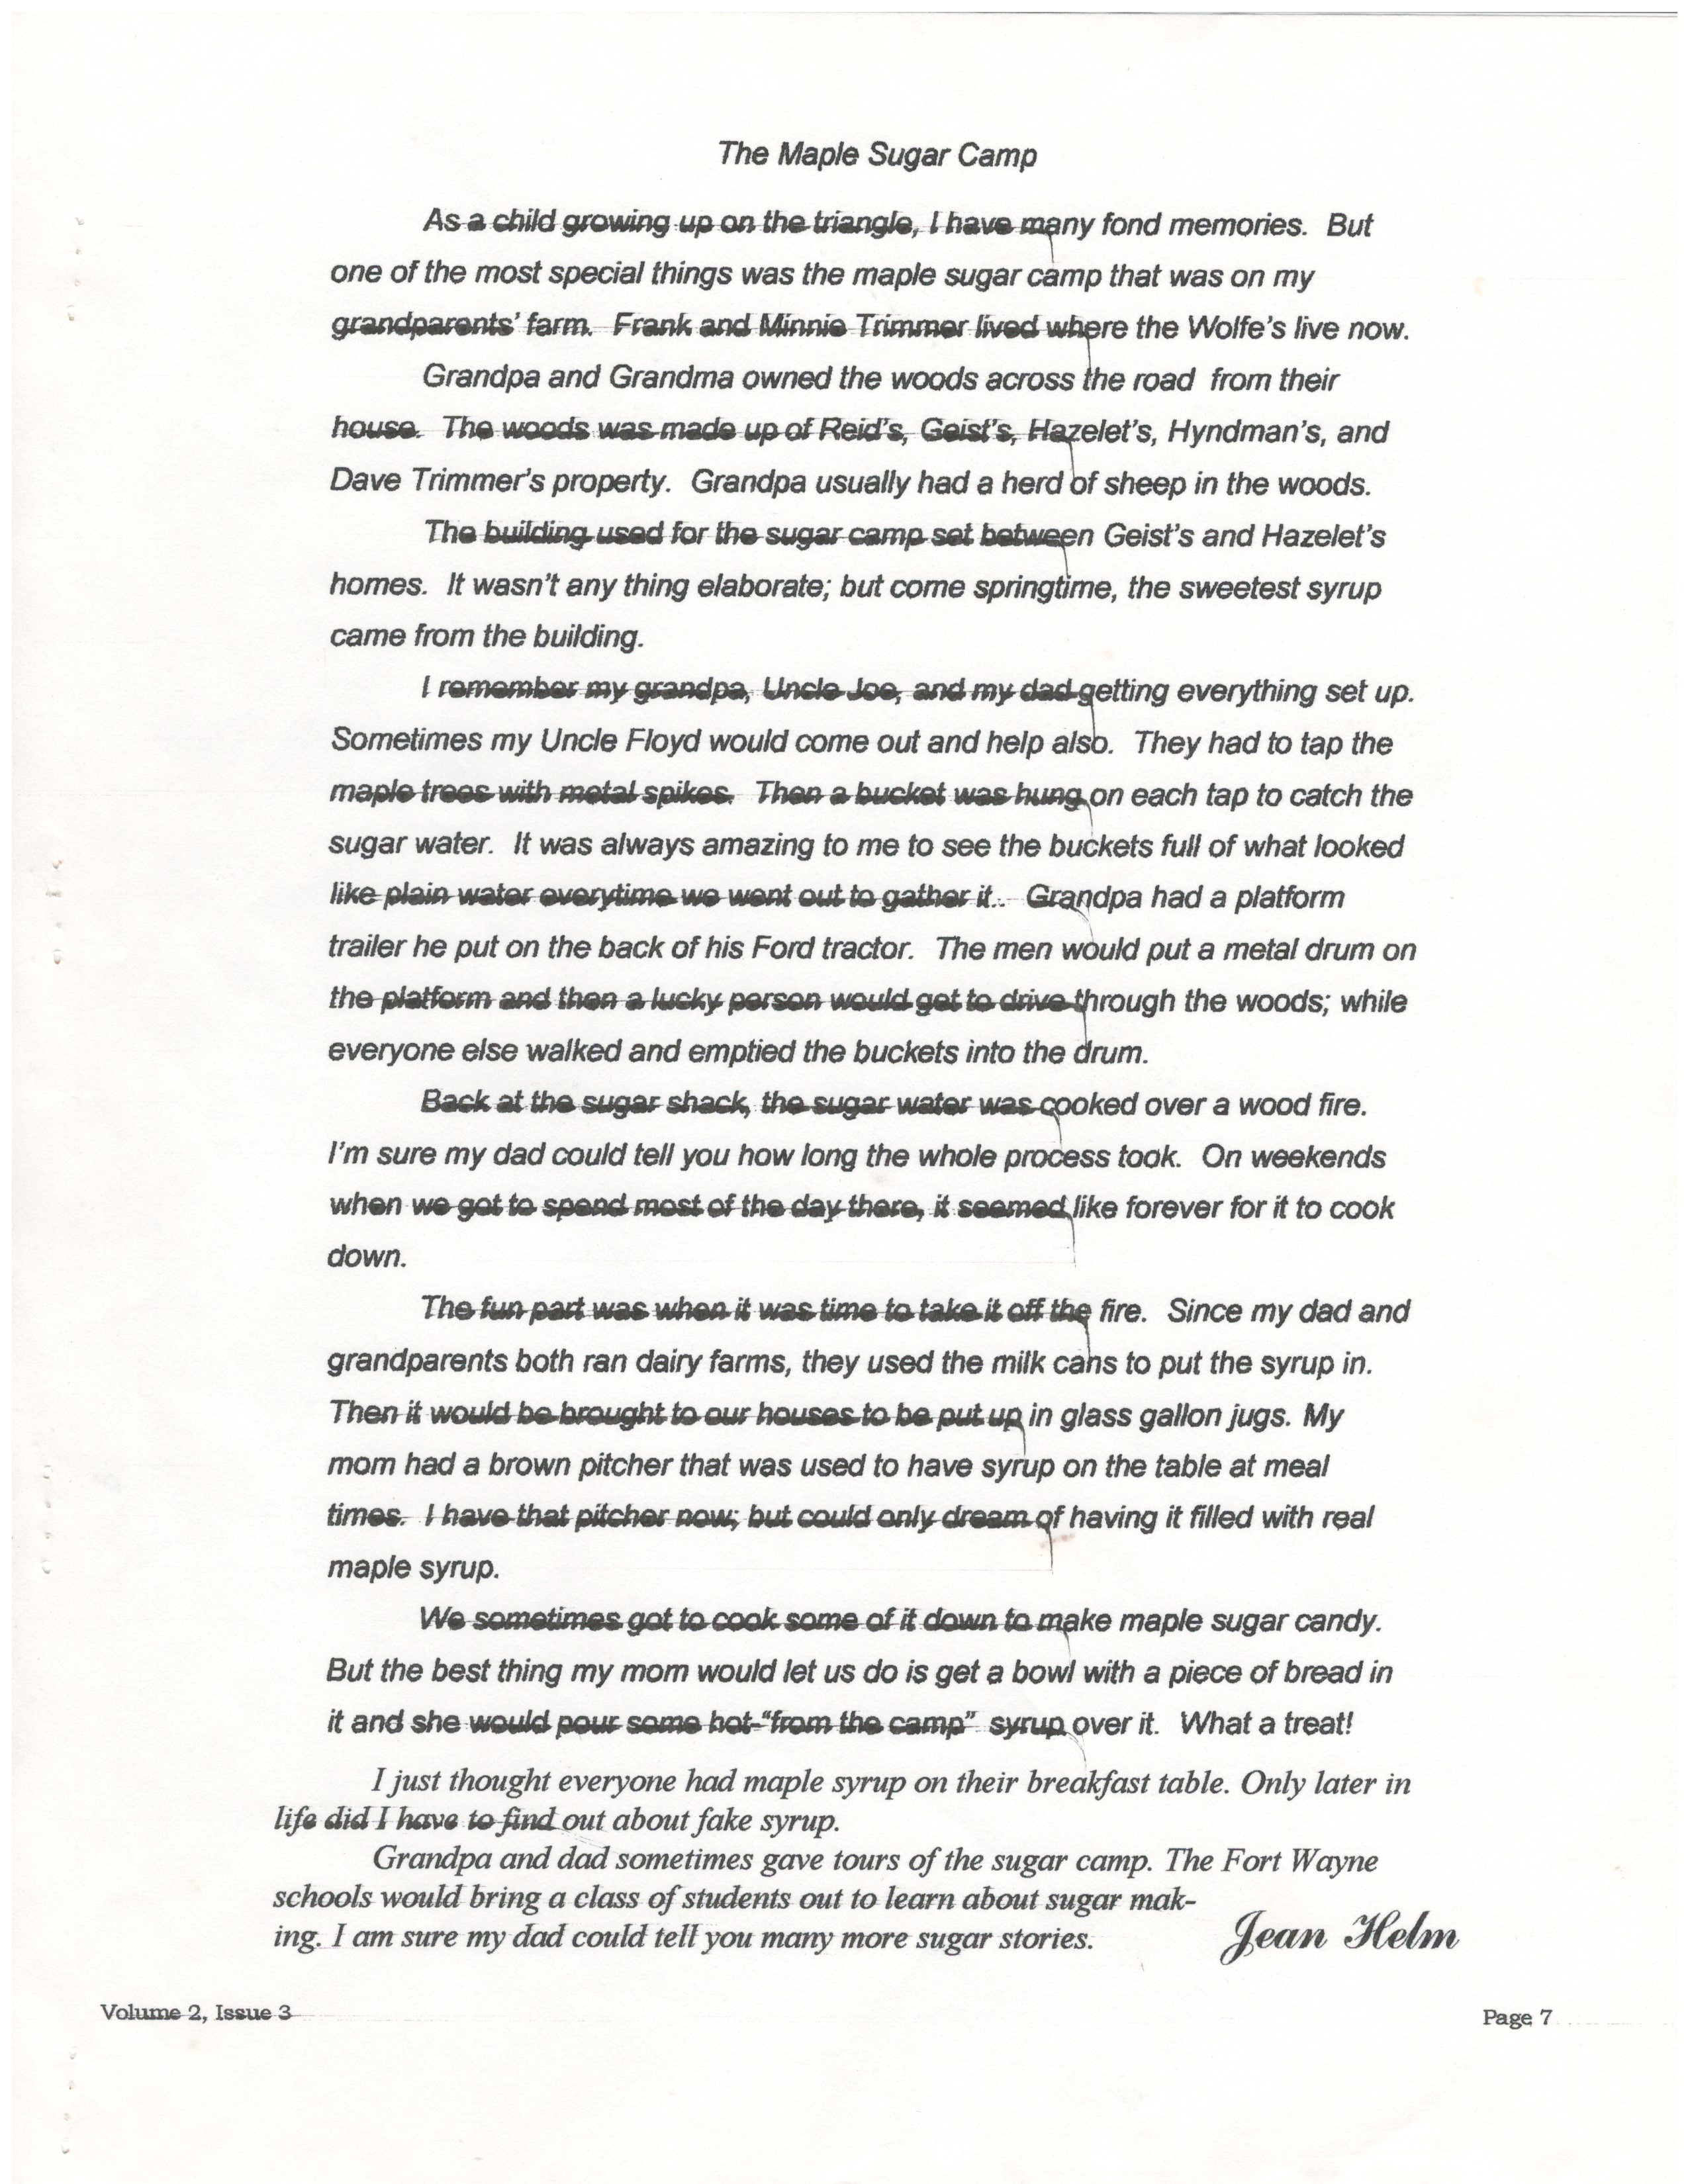 The Maple Sugar Camp
As a child growing up on the triangle, I have many fond memories. But
one of the most special things was the maple sugar camp that was on my
grandparents' farm. Frank and Minnie Trimmer lived where the Wolfe's live now.
Grandpa and Grandma owned the woods across the road from their
house. The woods was made up of Reid's, Geist's, Hazelet's, Hyndman's, and
Dave Trimmer's property. Grandpa usually had a herd of sheep in the woods.
The building used for the sugar camp set between Geist's and Hazelet's
homes. It wasn't any thing elaborate; but come springtime, the sweetest syrup
came from the building.
I remember my grandpa, Uncle Joe, and my dad getting everything set up.
Sometimes my Uncle Floyd would come out and help also. They had to tap the
maple trees with metal spikes. Then a bucket was hung on each tap to catch the
sugar water. It was always amazing to me to see the buckets full of what looked
like plain water everytime we went out to gather it.. Grandpa had a platform
trailer he put on the back of his Ford tractor. The men would put a metal drum on
the platform and then a lucky person would get to drive through the woods; while
everyone else walked and emptied the buckets into the drum.
Back at the sugar shack, the sugar water was cooked over a wood fire.
I'm sure my dad could tell you how long the whole process took. On weekends
when we got to spend most of the day there, it seemed like forever for it to cook
down.
The fun part was when it was time to take it off the fire. Since my dad and
grandparents both ran dairy farms, they used the milk cans to put the syrup in.
Then it would be brought to our houses to be put up in glass gallon jugs. My
mom had a brown pitcher that was used to have syrup on the table at meal
times. I have that pitcher now; but could only dream of having it filled with real
maple syrup.
We sometimes got to cook some of it down to make maple sugar candy.
But the best thing my mom would let us do is get a bowl with a piece of bread in
it and she would pour some hot-"from the camp" syrup over it. What a treat!
I just thought everyone had maple syrup on their breakfast table. Only later in
life did I have to find out about fake syrup.
Grandpa and dad sometimes gave tours of the sugar camp. The Fort Wayne
schools would bring a class of students out to learn about sugar mak-
ing. I am sure my dad could tell you many more sugar stories.
Jean Helm
Volume 2, Issue 3
Page 7